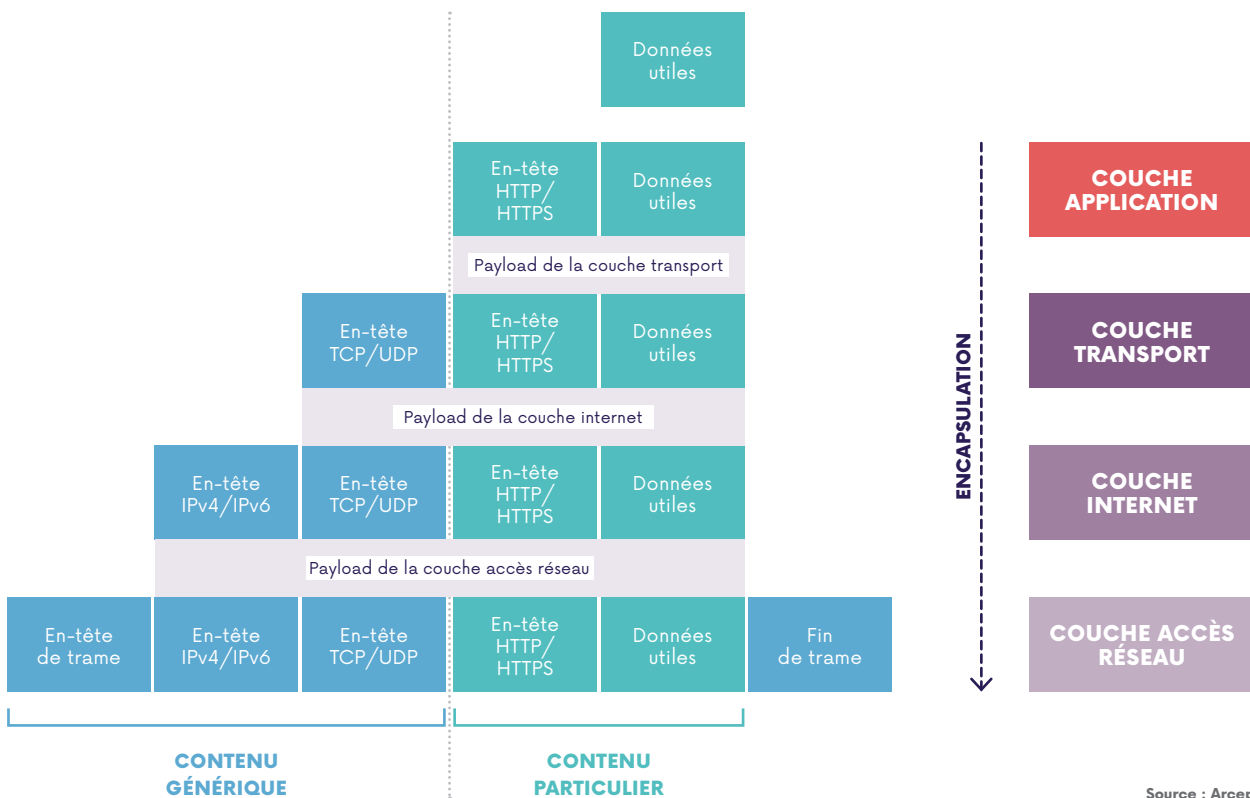 Données
utiles
En-tête
HTTP/
HTTPS
Données
utiles
COUCHE
APPLICATION
Payload de la couche transport
En-tête
TCP/UDP
En-tête
HTTP/
HTTPS
Données
utiles
COUCHE
TRANSPORT
ENCAPSULATION
Payload de la couche internet
En-tête
IPv4/IPv6
En-tête
TCP/UDP
En-tête
HTTP/
HTTPS
Données
utiles
COUCHE
INTERNET
Payload de la couche accès réseau
En-tête
de trame
En-tête
IPv4/IPv6
En-tête
TCP/UDP
En-tête
HTTP/
HTTPS
Données
utiles
Fin
de trame
COUCHE ACCÈS
RÉSEAU
CONTENU
GÉNÉRIQUE
CONTENU
PARTICULIER
Source : Arcep